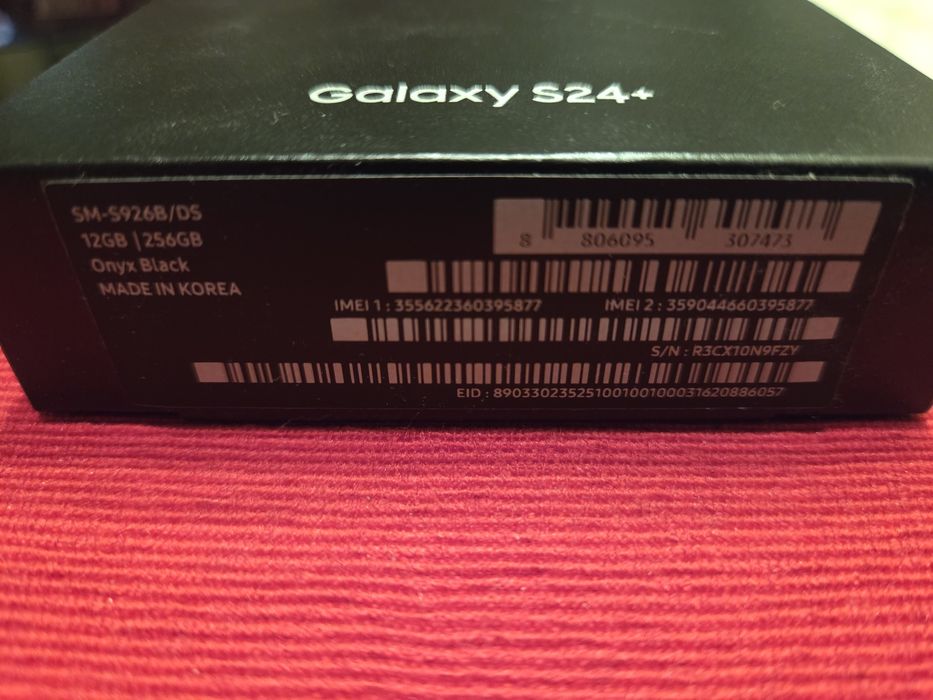 Galaxy S24+
SM-S926B/DS
12GB | 256GB
Onyx Black
MADE IN KOREA
8 806095 307473
IMEI 1 : 355622360395877 IMEI 2 : 359044660395877
S/N : R3CX10N9FZY
EID : 89033023525100100100031620886057